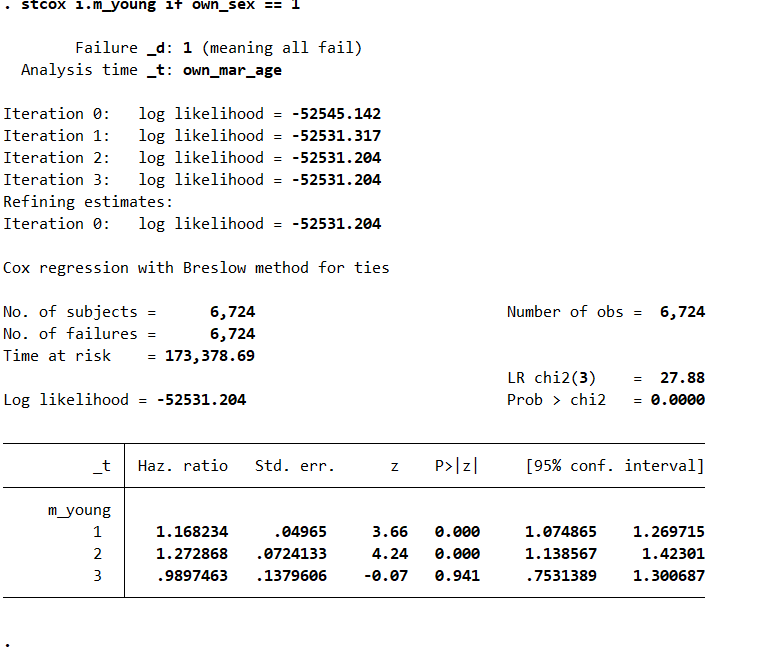 . stcox i.m_young if own_sex == 1
Failure _d: 1 (meaning all fail)
Analysis time _t: own_mar_age
Iteration 0:   log likelihood = -52545.142
Iteration 1:   log likelihood = -52531.317
Iteration 2:   log likelihood = -52531.204
Iteration 3:   log likelihood = -52531.204
Refining estimates:
Iteration 0:   log likelihood = -52531.204
Cox regression with Breslow method for ties
No. of subjects =      6,724                            Number of obs =  6,724
No. of failures =      6,724
Time at risk    = 173,378.69
LR chi2(3)    =  27.88
Log likelihood = -52531.204                             Prob > chi2   = 0.0000
_t   Haz. ratio   Std. err.      z    P>|z|     [95% conf. interval]
m_young
1     1.168234     .04965     3.66   0.000     1.074865    1.269715
2     1.272868   .0724133     4.24   0.000     1.138567     1.42301
3     .9897463   .1379606    -0.07   0.941     .7531389    1.300687
.